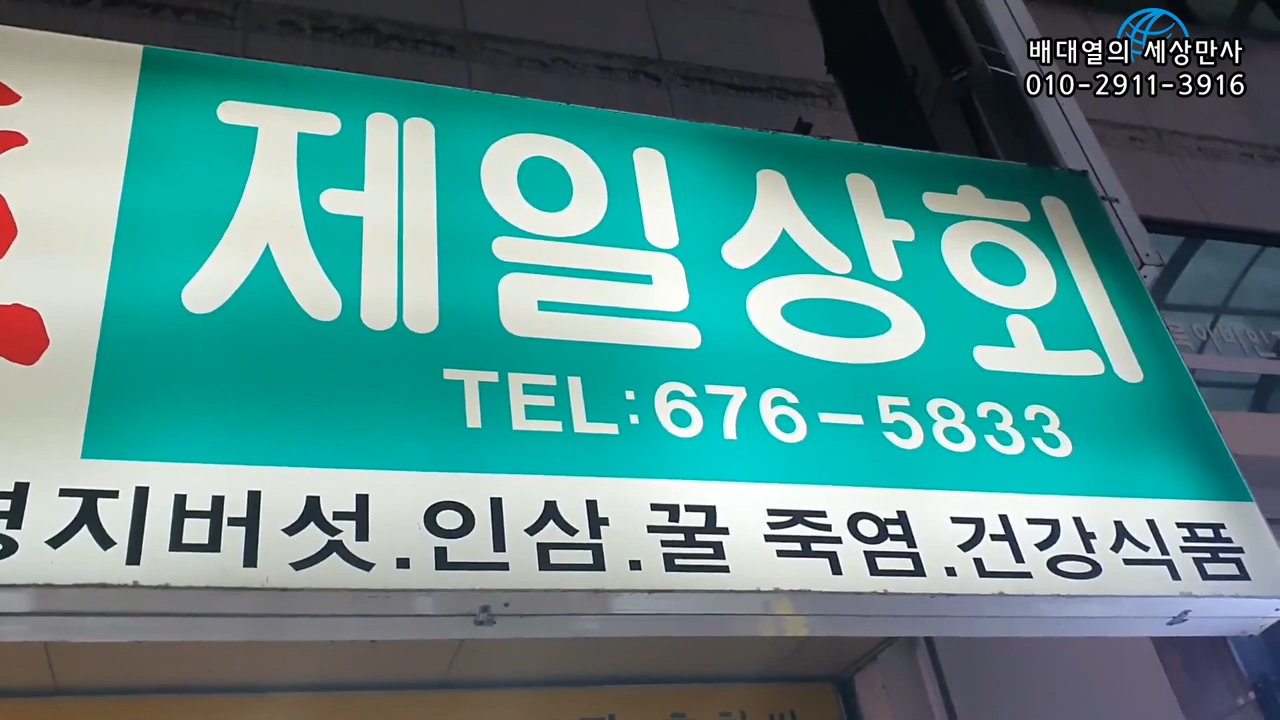 배대열의 세상만사
010-2911-3916
제일상회
TEL:676-5833
영지버섯.인삼.꿀 죽염.건강식품